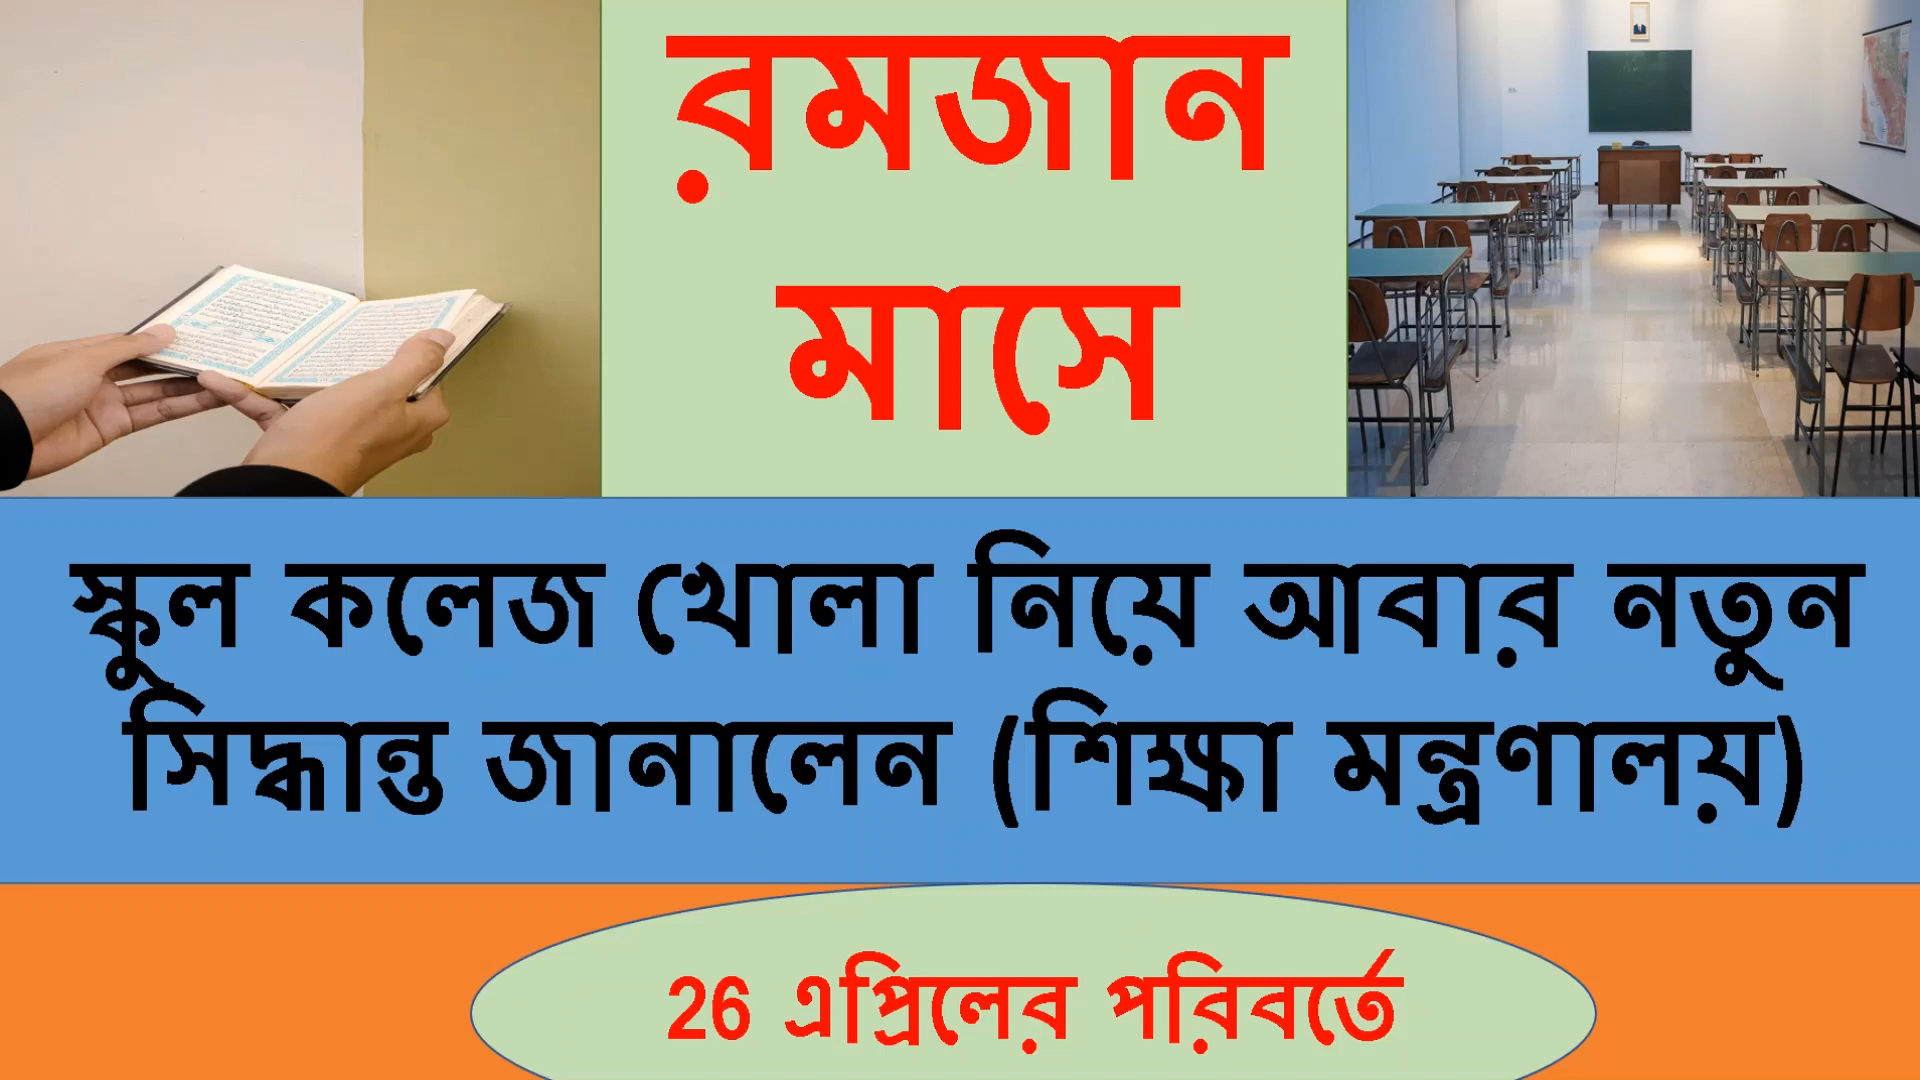 রমজান
মাসে
স্কুল কলেজ খোলা নিয়ে আবার নতুন
সিদ্ধান্ত জানালেন (শিক্ষা মন্ত্রণালয়)
26 এপ্রিলের পরিবর্তে